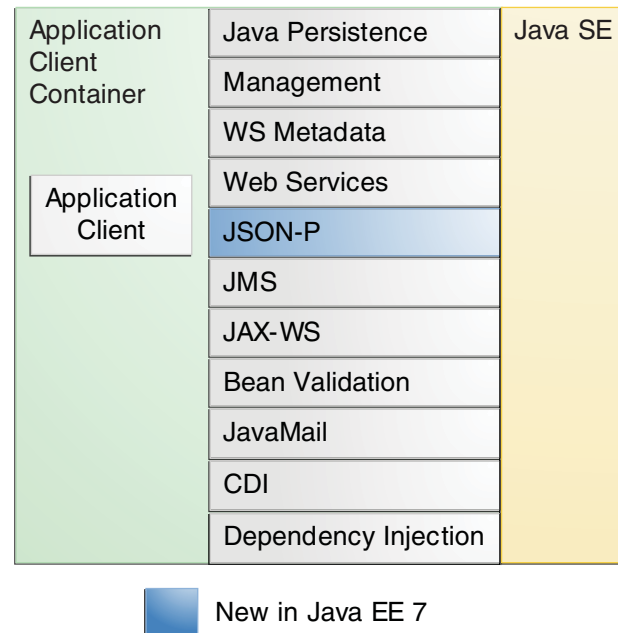 Application
Client
Container
Application
Client
Java Persistence
Management
WS Metadata
Web Services
JSON-P
JMS
JAX-WS
Bean Validation
JavaMail
CDI
Dependency Injection
Java SE
New in Java EE 7